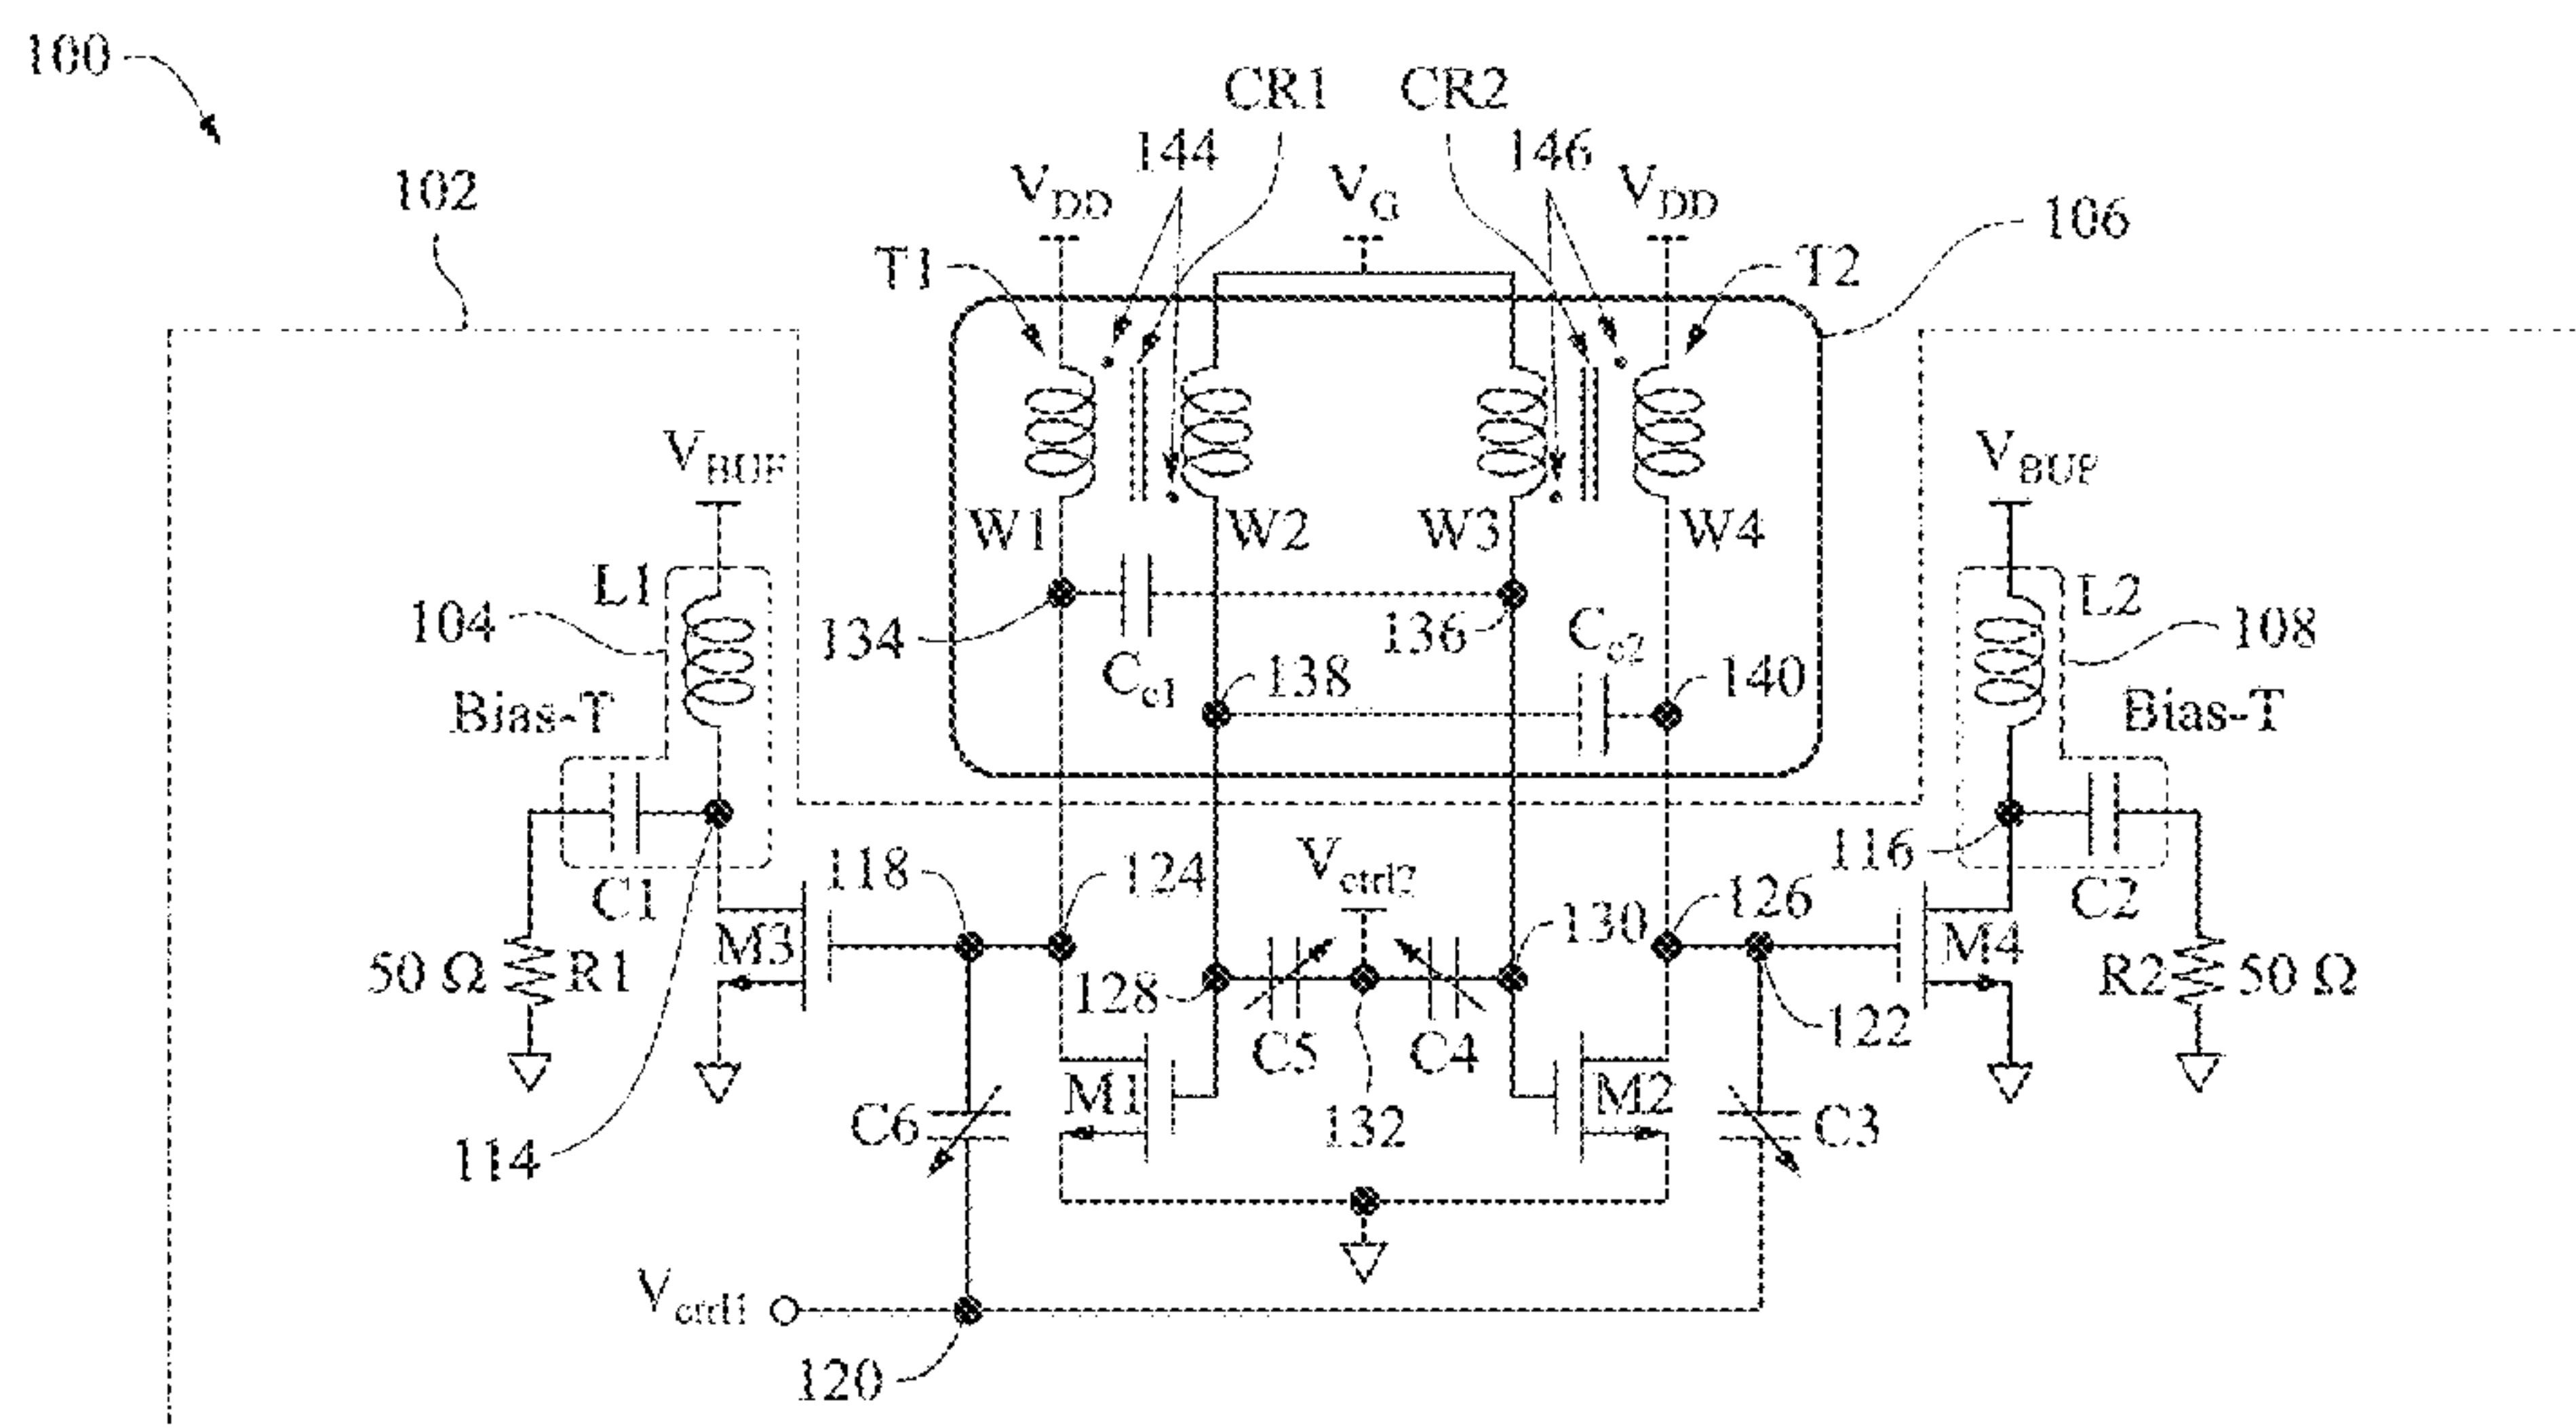 100
CR1 CR2
144 146
102 VDD VG VDD
106
T1 T2
VBUF VBUF
W1 W2 W3 W4
L1 L2
104 134 136 Cc2 108
Cc1 138 140
Bias-T Bias-T
118 124 Vctrl2 116
C1 126 C2
130
M3 M4
50 Ω R1 128 R2 50 Ω
122
C5 C4
M1 M2
C6 132 C3
114
Vctrl1
120